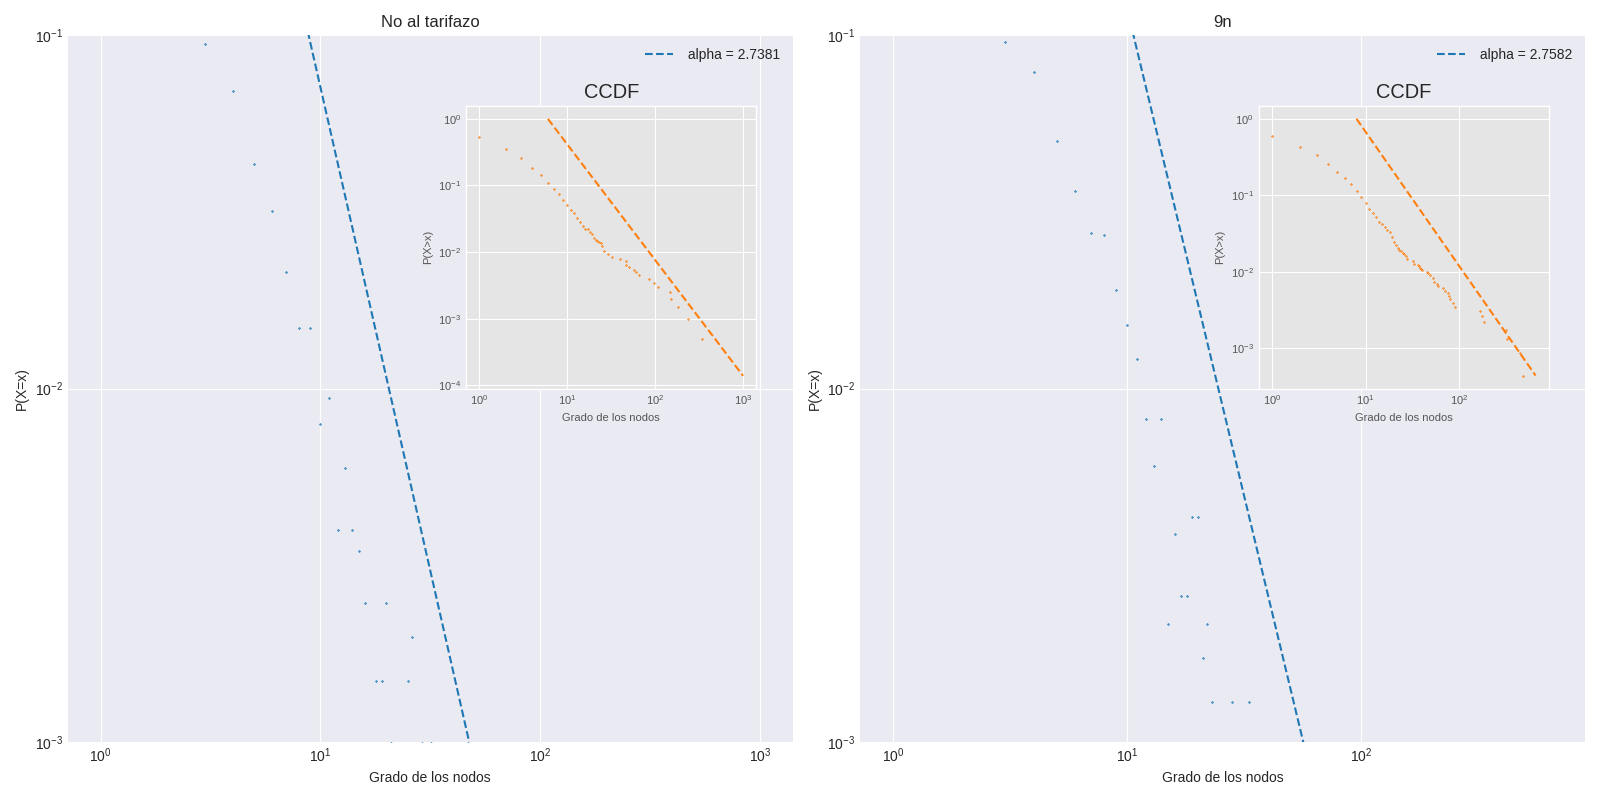 No al tarifazo
10⁻¹
alpha = 2.7381
CCDF
10⁰
10⁻¹
10⁻²
10⁻³
10⁻⁴
P(X>x)
10⁰ 10¹ 10² 10³
Grado de los nodos
10⁻²
10⁻³
P(X=x)
10⁰ 10¹ 10² 10³
Grado de los nodos
9n
10⁻¹
alpha = 2.7582
CCDF
10⁰
10⁻¹
10⁻²
10⁻³
P(X>x)
10⁰ 10¹ 10²
Grado de los nodos
10⁻²
10⁻³
P(X=x)
10⁰ 10¹ 10²
Grado de los nodos